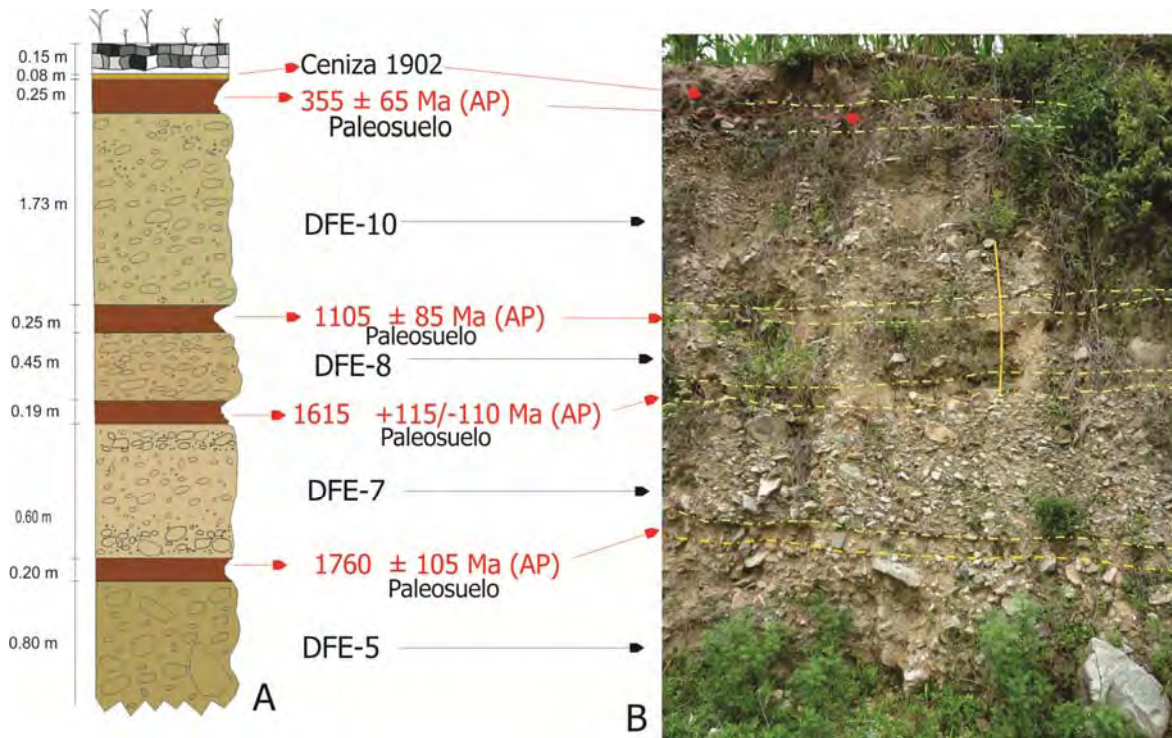 0.15 m
0.08 m
0.25 m
1.73 m
0.25 m
0.45 m
0.19 m
0.60 m
0.20 m
0.80 m
Ceniza 1902
355 ± 65 Ma (AP)
Paleosuelo
DFE-10
1105 ± 85 Ma (AP)
Paleosuelo
DFE-8
1615 +115/-110 Ma (AP)
Paleosuelo
DFE-7
1760 ± 105 Ma (AP)
Paleosuelo
DFE-5
A
B